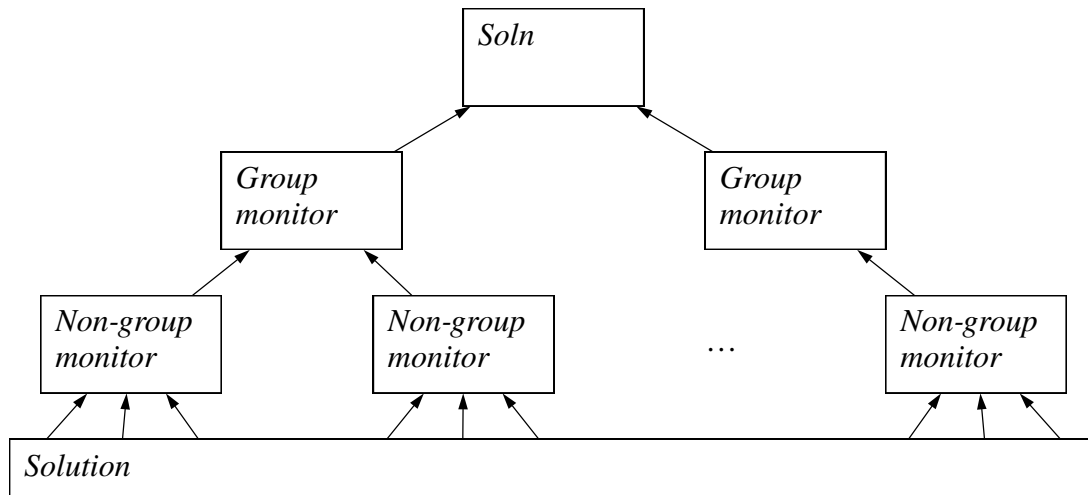 Soln
Group
monitor
Group
monitor
Non-group
monitor
Non-group
monitor
…
Non-group
monitor
Solution